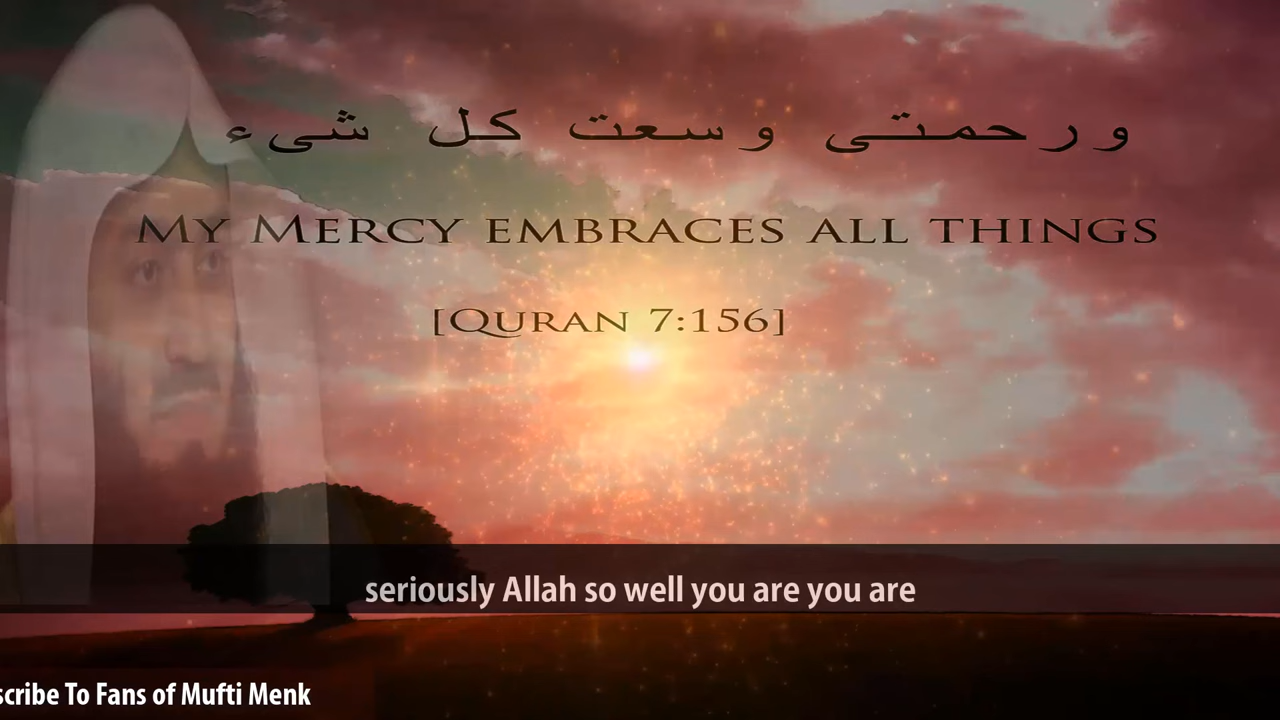 ورحمتى وسعت كل شىء
My Mercy embraces all things
[Quran 7:156]
seriously Allah so well you are you are
scribe To Fans of Mufti Menk